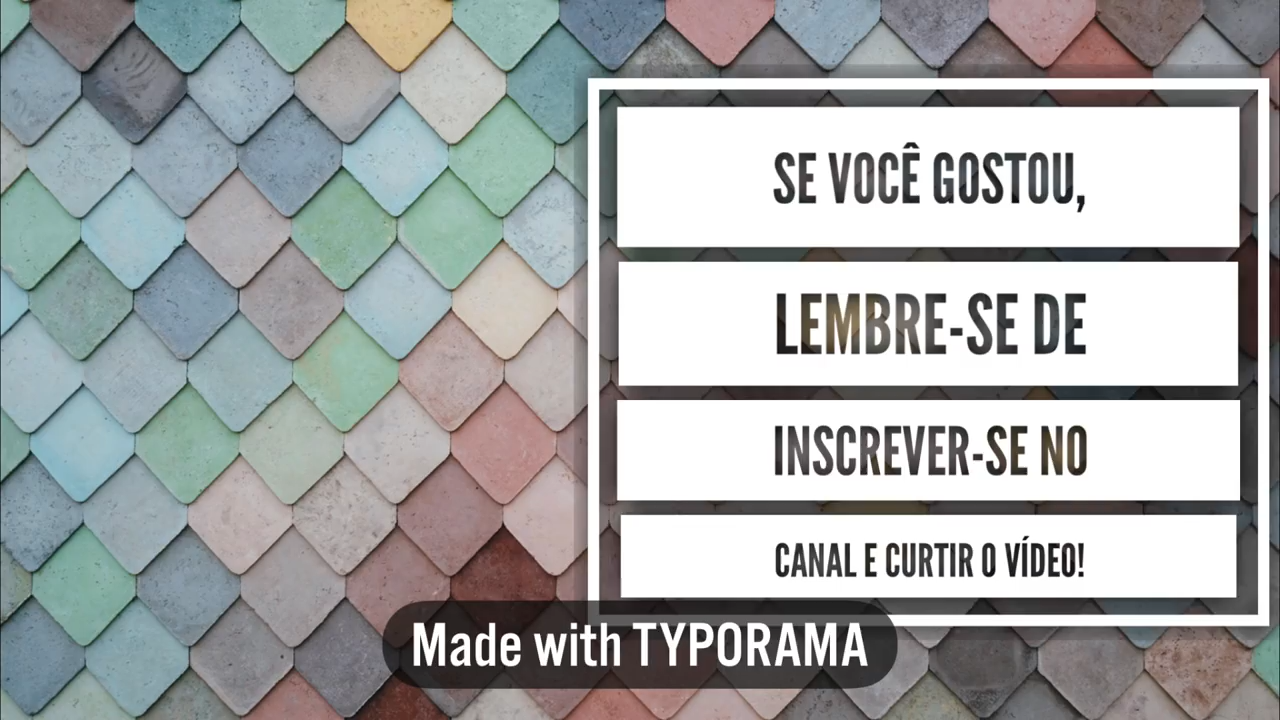 SE VOCÊ GOSTOU,
LEMBRE-SE DE
INSCREVER-SE NO
CANAL E CURTIR O VÍDEO!
Made with TYPORAMA